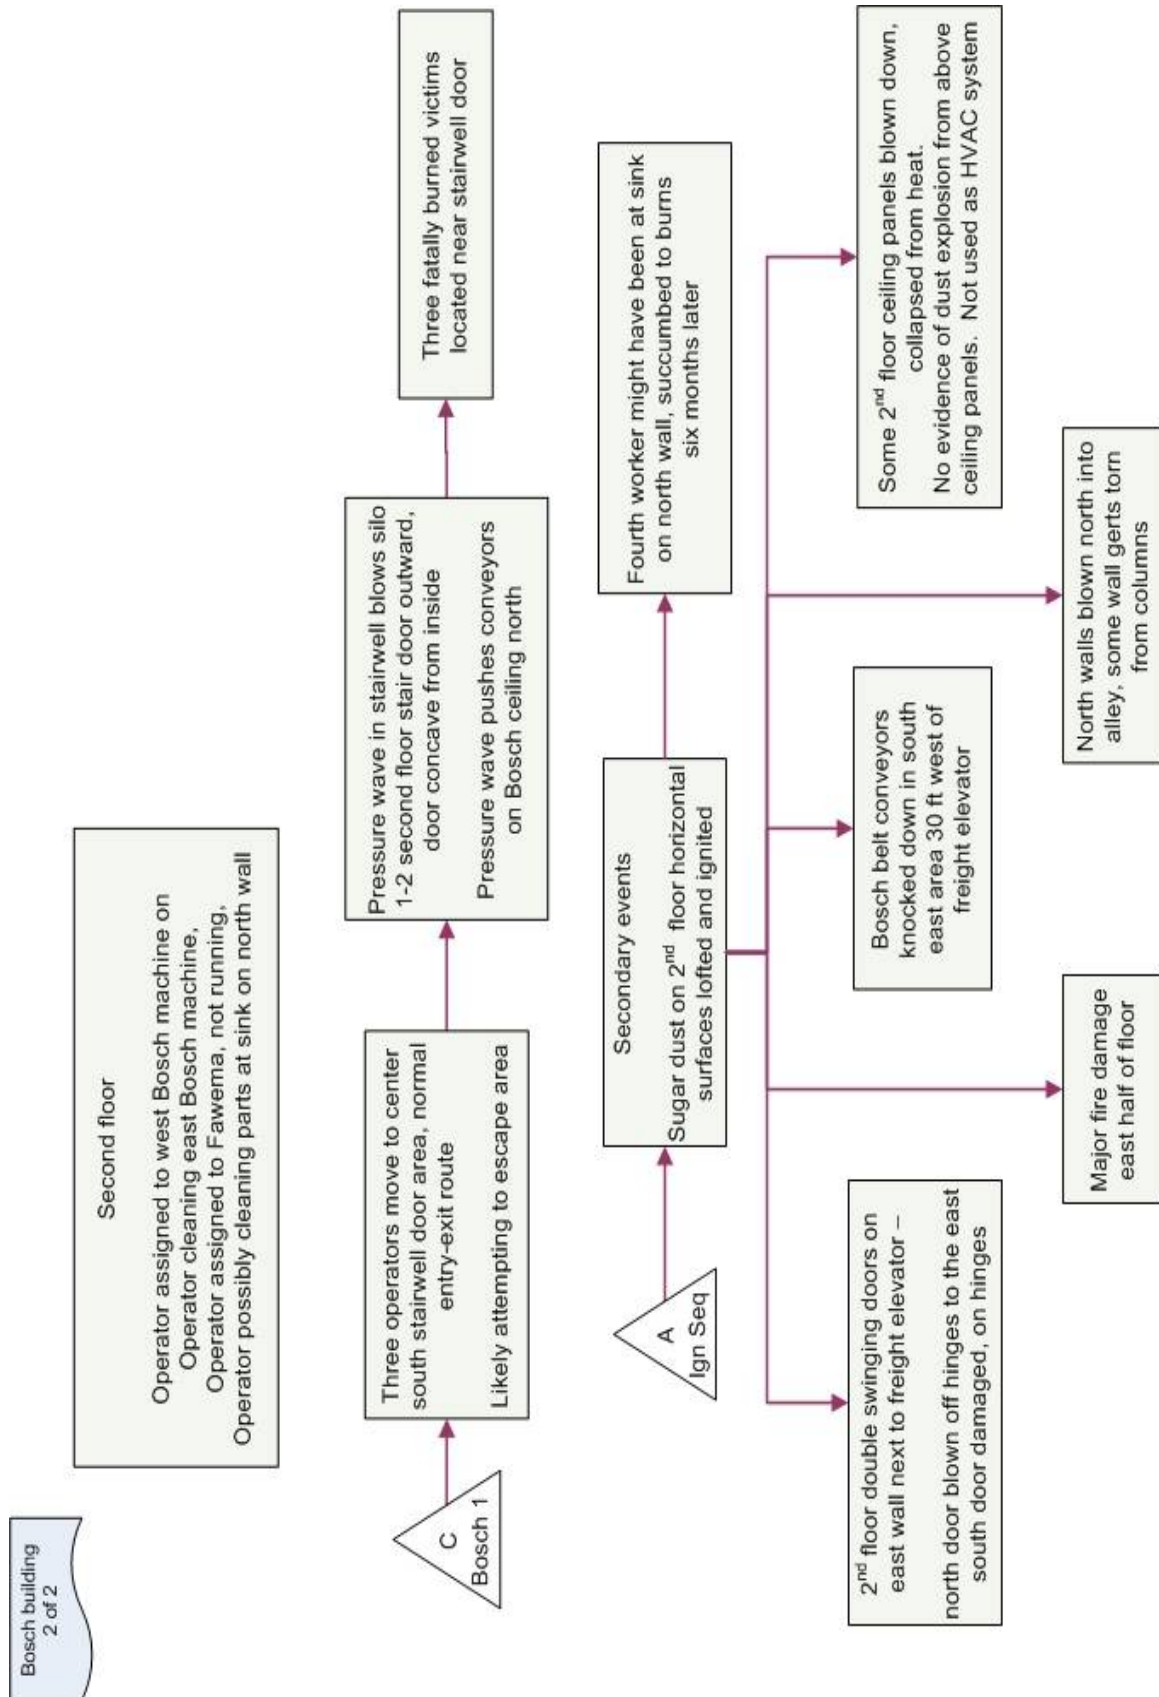 Bosch building
2 of 2
Second floor
Operator assigned to west Bosch machine on
Operator cleaning east Bosch machine,
Operator assigned to Fawema, not running,
Operator possibly cleaning parts at sink on north wall
C
Bosch 1
Three operators move to center
south stairwell door area, normal
entry-exit route
Likely attempting to escape area
Pressure wave in stairwell blows silo
1-2 second floor stair door outward,
door concave from inside
Pressure wave pushes conveyors
on Bosch ceiling north
Three fatally burned victims
located near stairwell door
A
Ign Seq
Secondary events
Sugar dust on 2nd floor horizontal
surfaces lofted and ignited
Fourth worker might have been at sink
on north wall, succumbed to burns
six months later
2nd floor double swinging doors on
east wall next to freight elevator –
north door blown off hinges to the east
south door damaged, on hinges
Major fire damage
east half of floor
Bosch belt conveyors
knocked down in south
east area 30 ft west of
freight elevator
North walls blown north into
alley, some wall gerts torn
from columns
Some 2nd floor ceiling panels blown down,
collapsed from heat.
No evidence of dust explosion from above
ceiling panels.  Not used as HVAC system